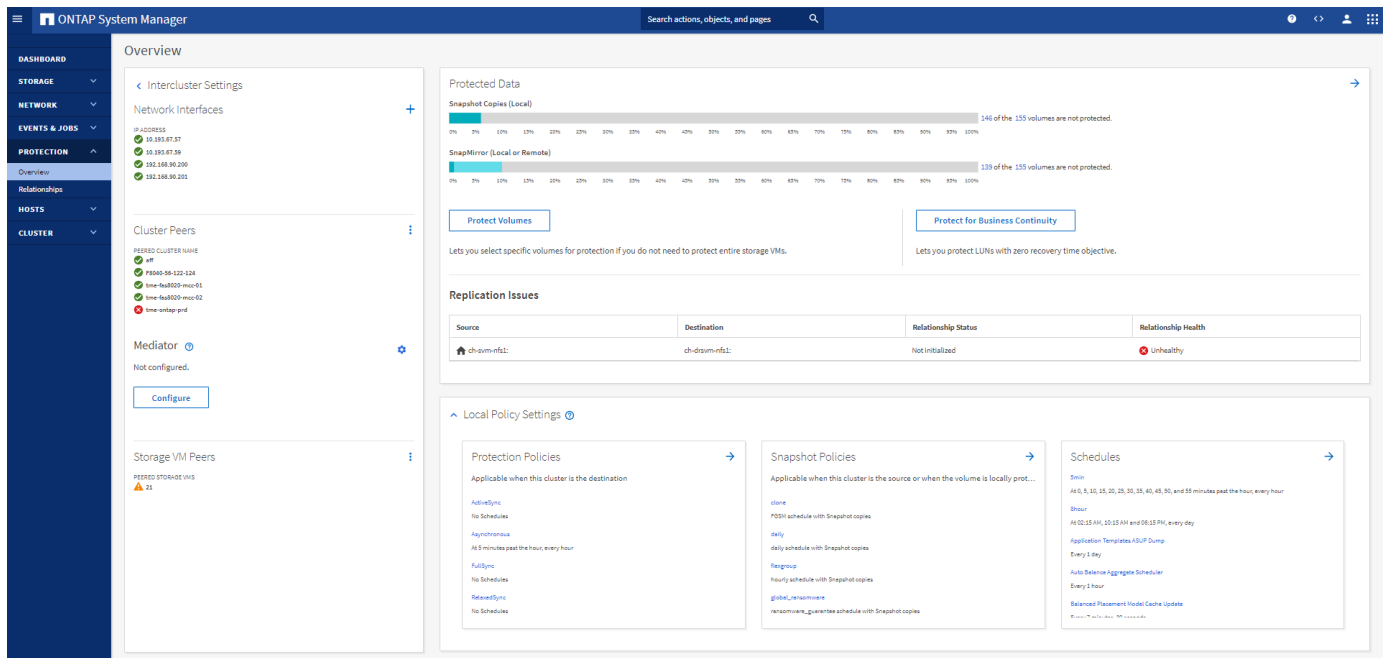 ONTAP System Manager
Search actions, objects, and pages
DASHBOARD
STORAGE
NETWORK
EVENTS & JOBS
PROTECTION
Overview
Relationships
HOSTS
CLUSTER
Overview
Intercluster Settings
Network Interfaces
IP ADDRESS
10.193.67.57
10.193.67.59
192.168.90.200
192.168.90.201
Cluster Peers
PEERED CLUSTER NAME
aff
F8040-56-122-124
tme-fas8020-mcc-01
tme-fas8020-mcc-02
tme-ontap-prd
Mediator
Not configured.
Configure
Storage VM Peers
PEERED STORAGE VMS
21
Protected Data
Snapshot Copies (Local)
146 of the 155 volumes are not protected.
0% 5% 10% 15% 20% 25% 30% 35% 40% 45% 50% 55% 60% 65% 70% 75% 80% 85% 90% 95% 100%
SnapMirror (Local or Remote)
139 of the 155 volumes are not protected.
0% 5% 10% 15% 20% 25% 30% 35% 40% 45% 50% 55% 60% 65% 70% 75% 80% 85% 90% 95% 100%
Protect Volumes
Lets you select specific volumes for protection if you do not need to protect entire storage VMs.
Protect for Business Continuity
Lets you protect LUNs with zero recovery time objective.
Replication Issues
Source Destination Relationship Status Relationship Health
ch-svm-nfs1: ch-drsvm-nfs1: Not initialized Unhealthy
Local Policy Settings
Protection Policies
Applicable when this cluster is the destination
ActiveSync
No Schedules
Asynchronous
At 5 minutes past the hour, every hour
FullSync
No Schedules
RelaxedSync
No Schedules
Snapshot Policies
Applicable when this cluster is the source or when the volume is locally prot...
clone
FGSM schedule with Snapshot copies
daily
daily schedule with Snapshot copies
flexgroup
hourly schedule with Snapshot copies
global_ransomware
ransomware_guarentee schedule with Snapshot copies
Schedules
5min
At 0, 5, 10, 15, 20, 25, 30, 35, 40, 45, 50, and 55 minutes past the hour, every hour
8hour
At 02:15 AM, 10:15 AM and 06:15 PM, every day
Application Templates ASUP Dump
Every 1 day
Auto Balance Aggregate Scheduler
Every 1 hour
Balanced Placement Model Cache Update
Every 7 minutes, 30 seconds